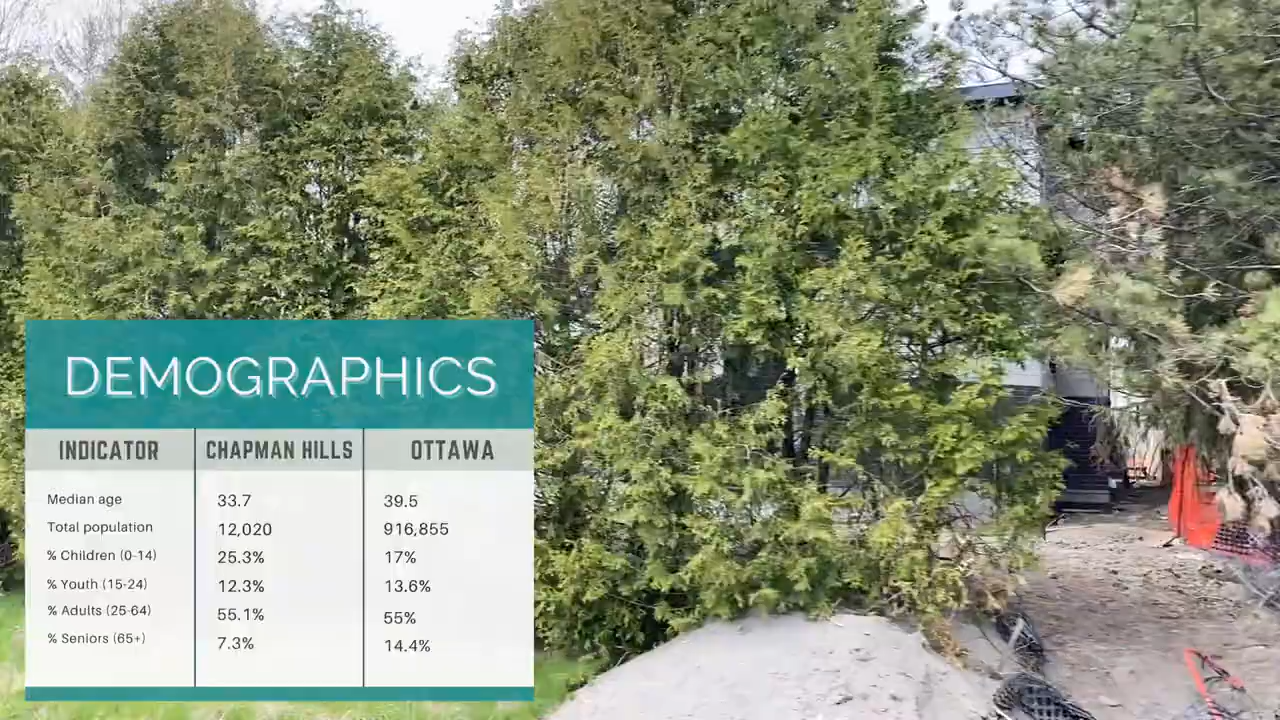 DEMOGRAPHICS
INDICATOR CHAPMAN HILLS OTTAWA
Median age 33.7 39.5
Total population 12,020 916,855
% Children (0-14) 25.3% 17%
% Youth (15-24) 12.3% 13.6%
% Adults (25-64) 55.1% 55%
% Seniors (65+) 7.3% 14.4%